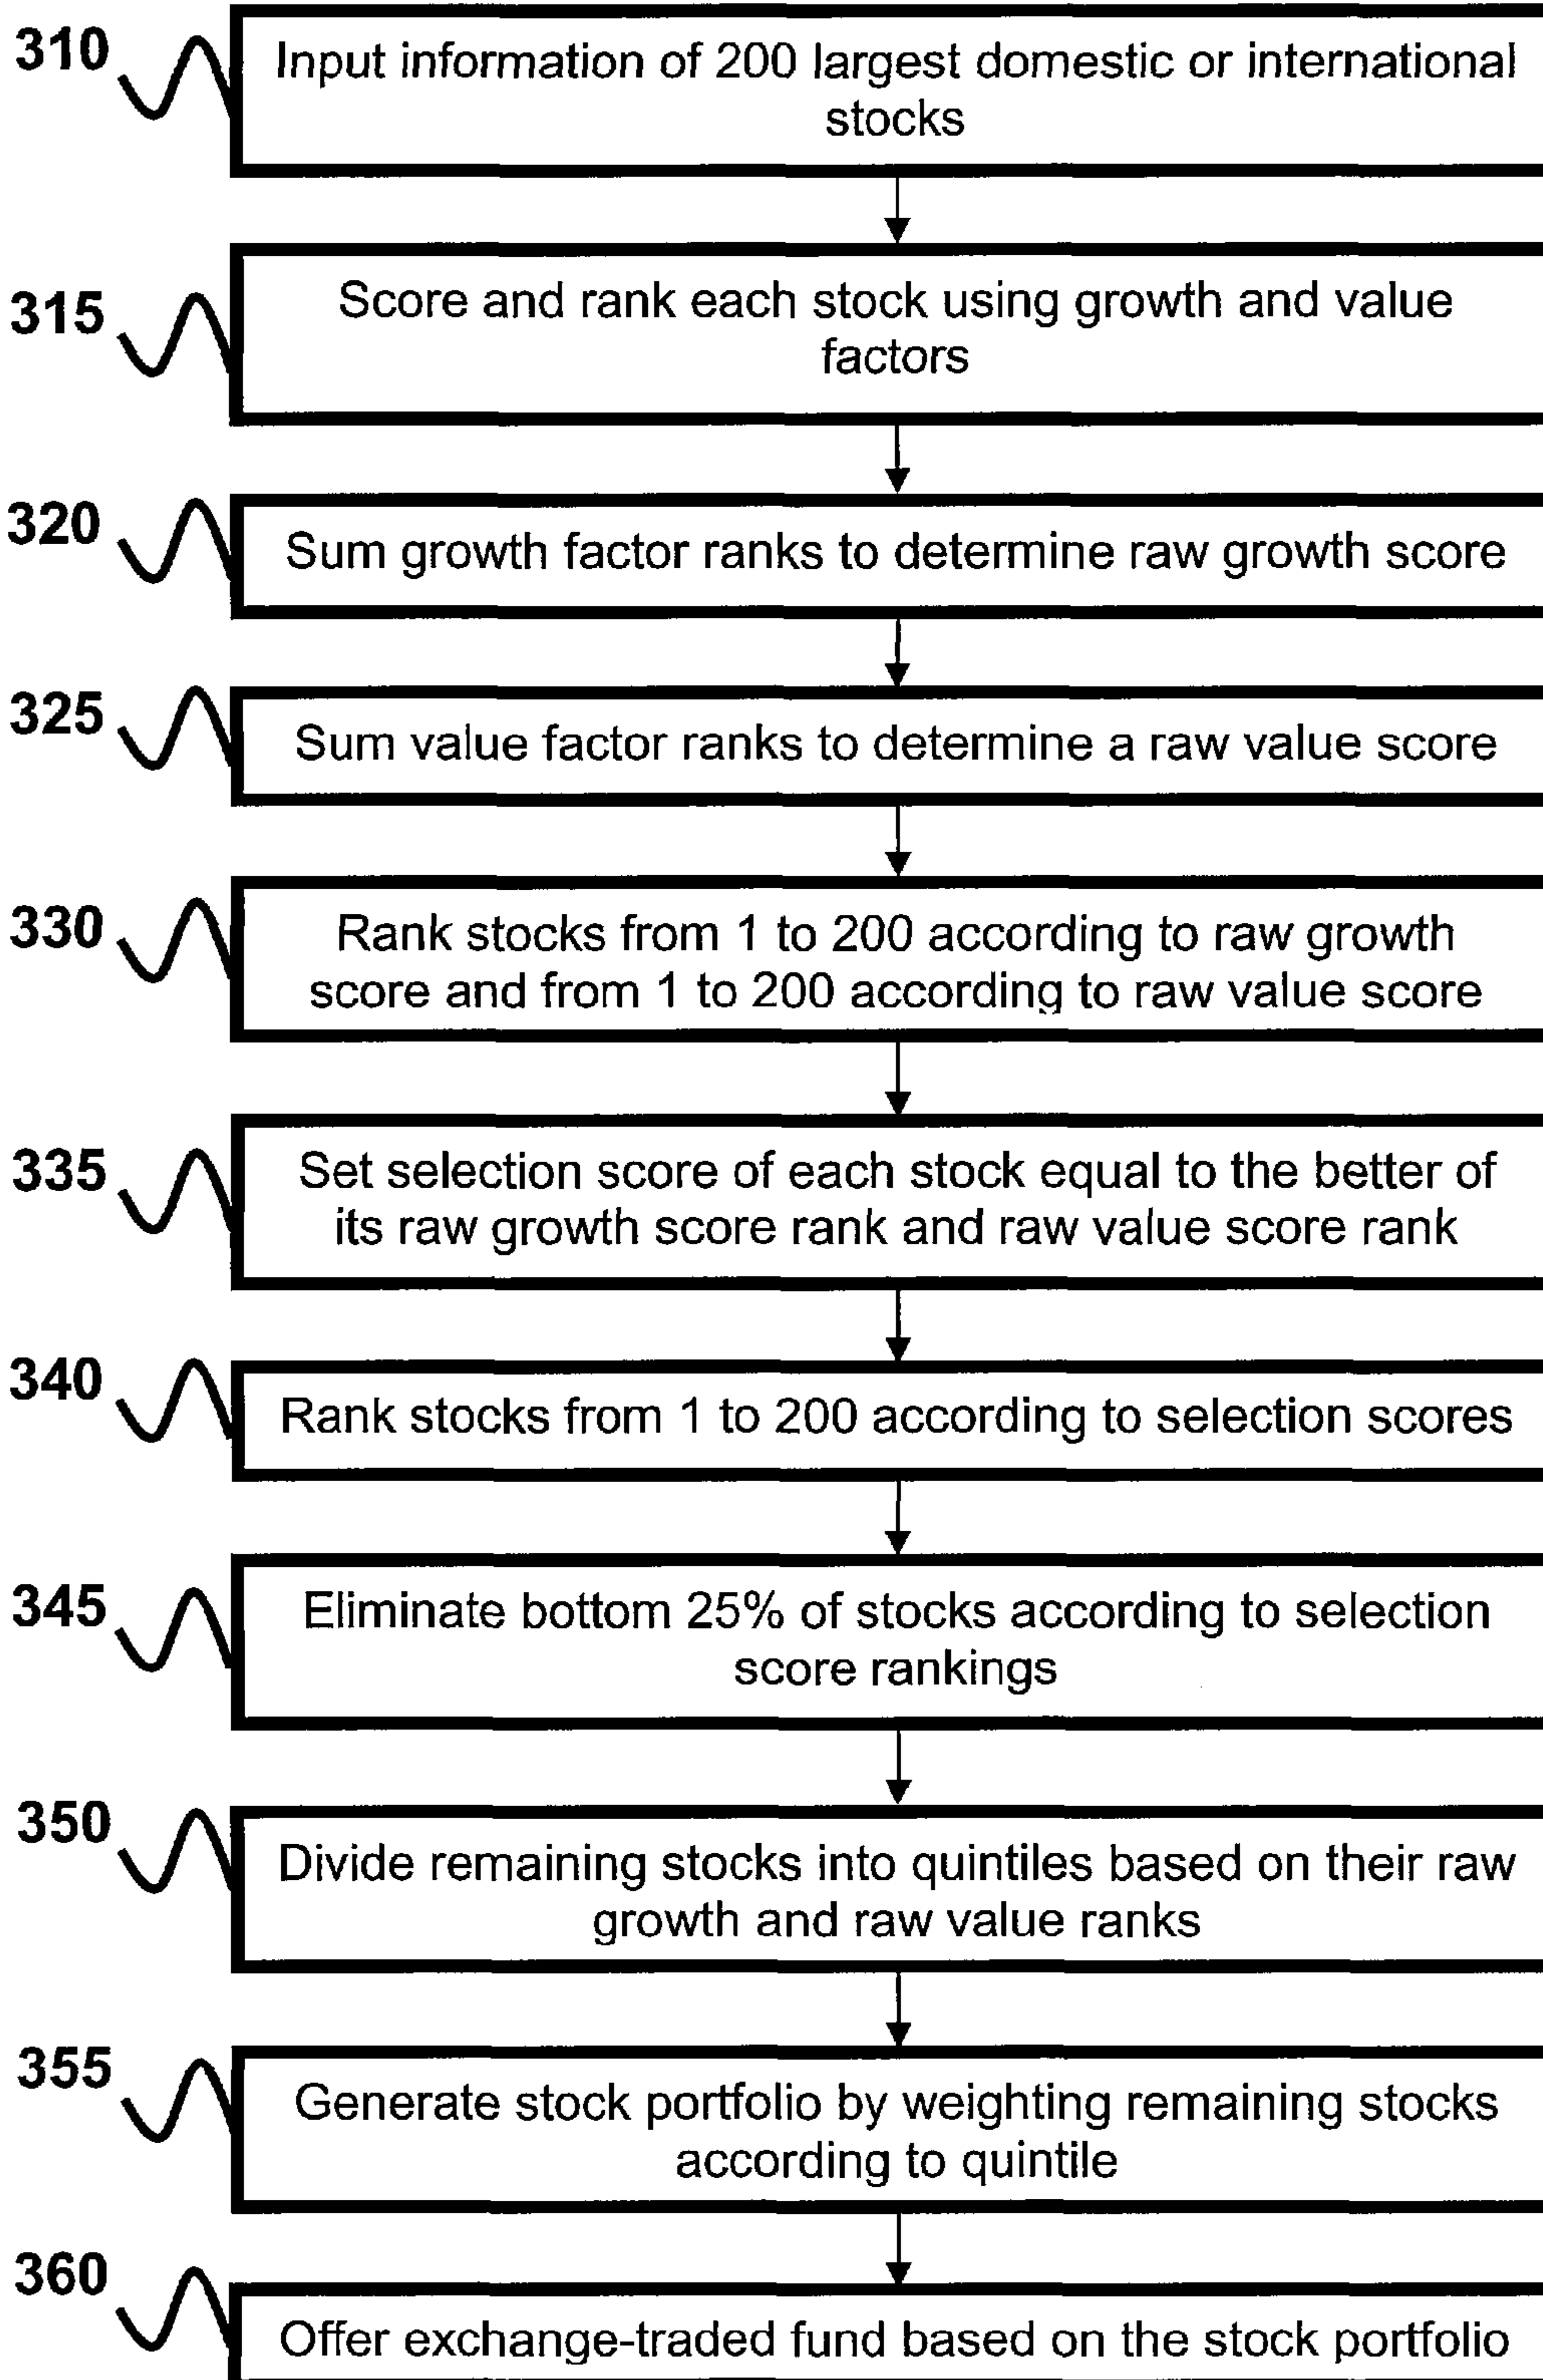 310
Input information of 200 largest domestic or international
stocks
315
Score and rank each stock using growth and value
factors
320
Sum growth factor ranks to determine raw growth score
325
Sum value factor ranks to determine a raw value score
330
Rank stocks from 1 to 200 according to raw growth
score and from 1 to 200 according to raw value score
335
Set selection score of each stock equal to the better of
its raw growth score rank and raw value score rank
340
Rank stocks from 1 to 200 according to selection scores
345
Eliminate bottom 25% of stocks according to selection
score rankings
350
Divide remaining stocks into quintiles based on their raw
growth and raw value ranks
355
Generate stock portfolio by weighting remaining stocks
according to quintile
360
Offer exchange-traded fund based on the stock portfolio